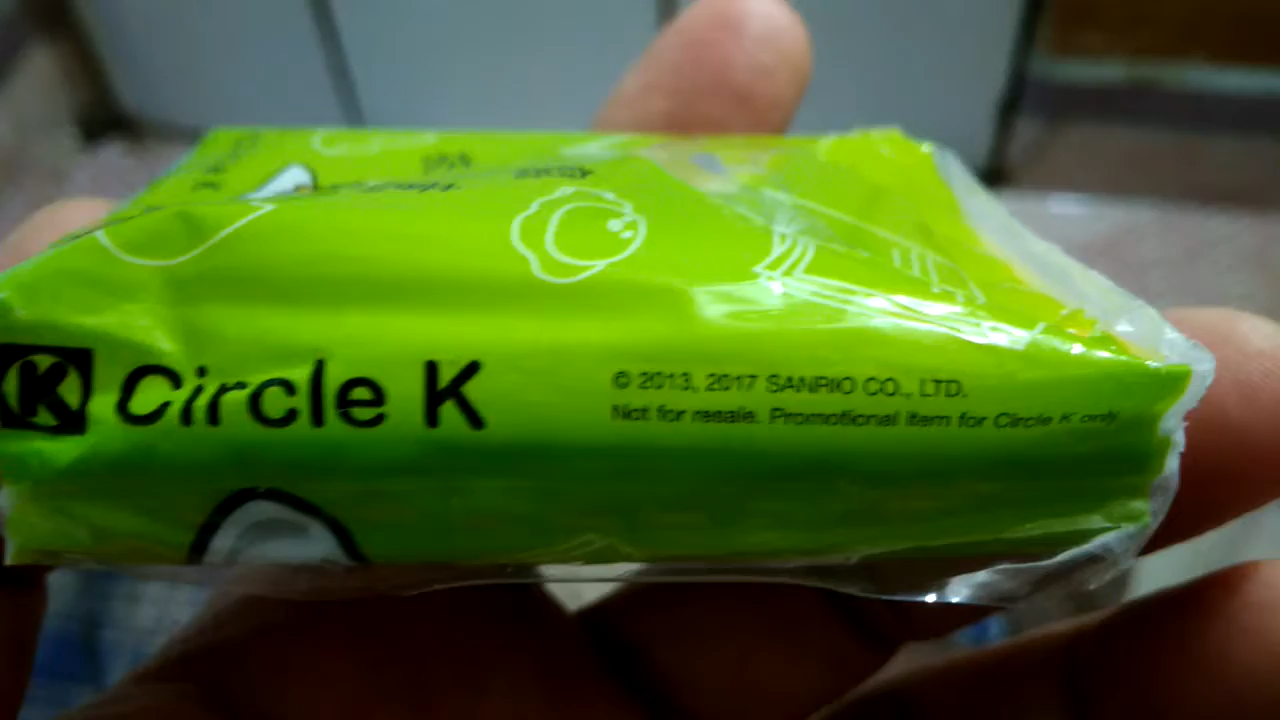 K Circle K
© 2013, 2017 SANRIO CO., LTD.
Not for resale. Promotional item for Circle K only